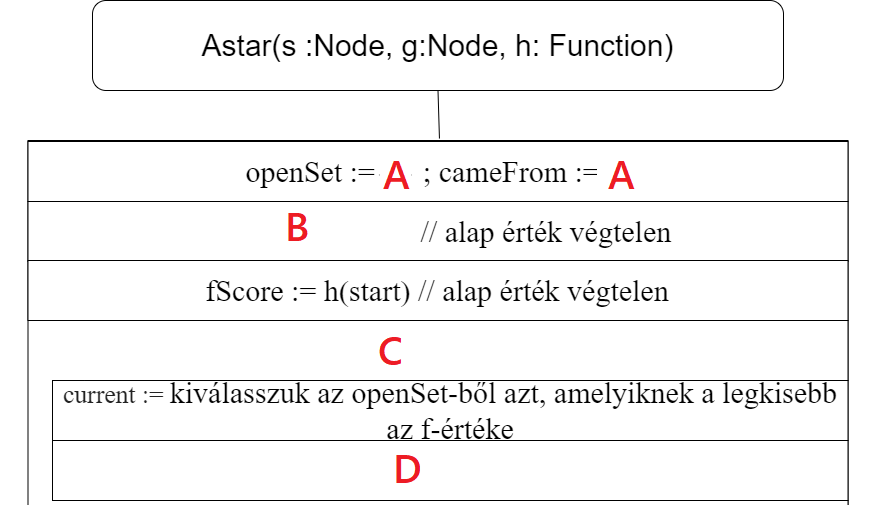 Astar(s :Node, g:Node, h: Function)
openSet := A ; cameFrom := A
B // alap érték végtelen
fScore := h(start) // alap érték végtelen
C
current := kiválasszuk az openSet-ből azt, amelyiknek a legkisebb
az f-értéke
D